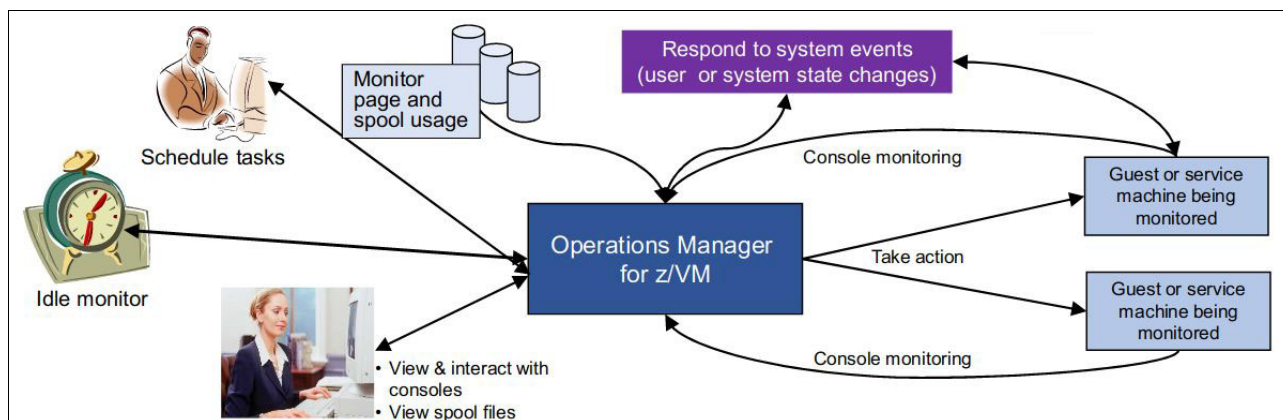 Schedule tasks
Idle monitor
Monitor
page and
spool usage
Respond to system events
(user or system state changes)
Console monitoring
Guest or service
machine being
monitored
Operations Manager
for z/VM
Take action
Guest or service
machine being
monitored
Console monitoring
• View & interact with
consoles
• View spool files